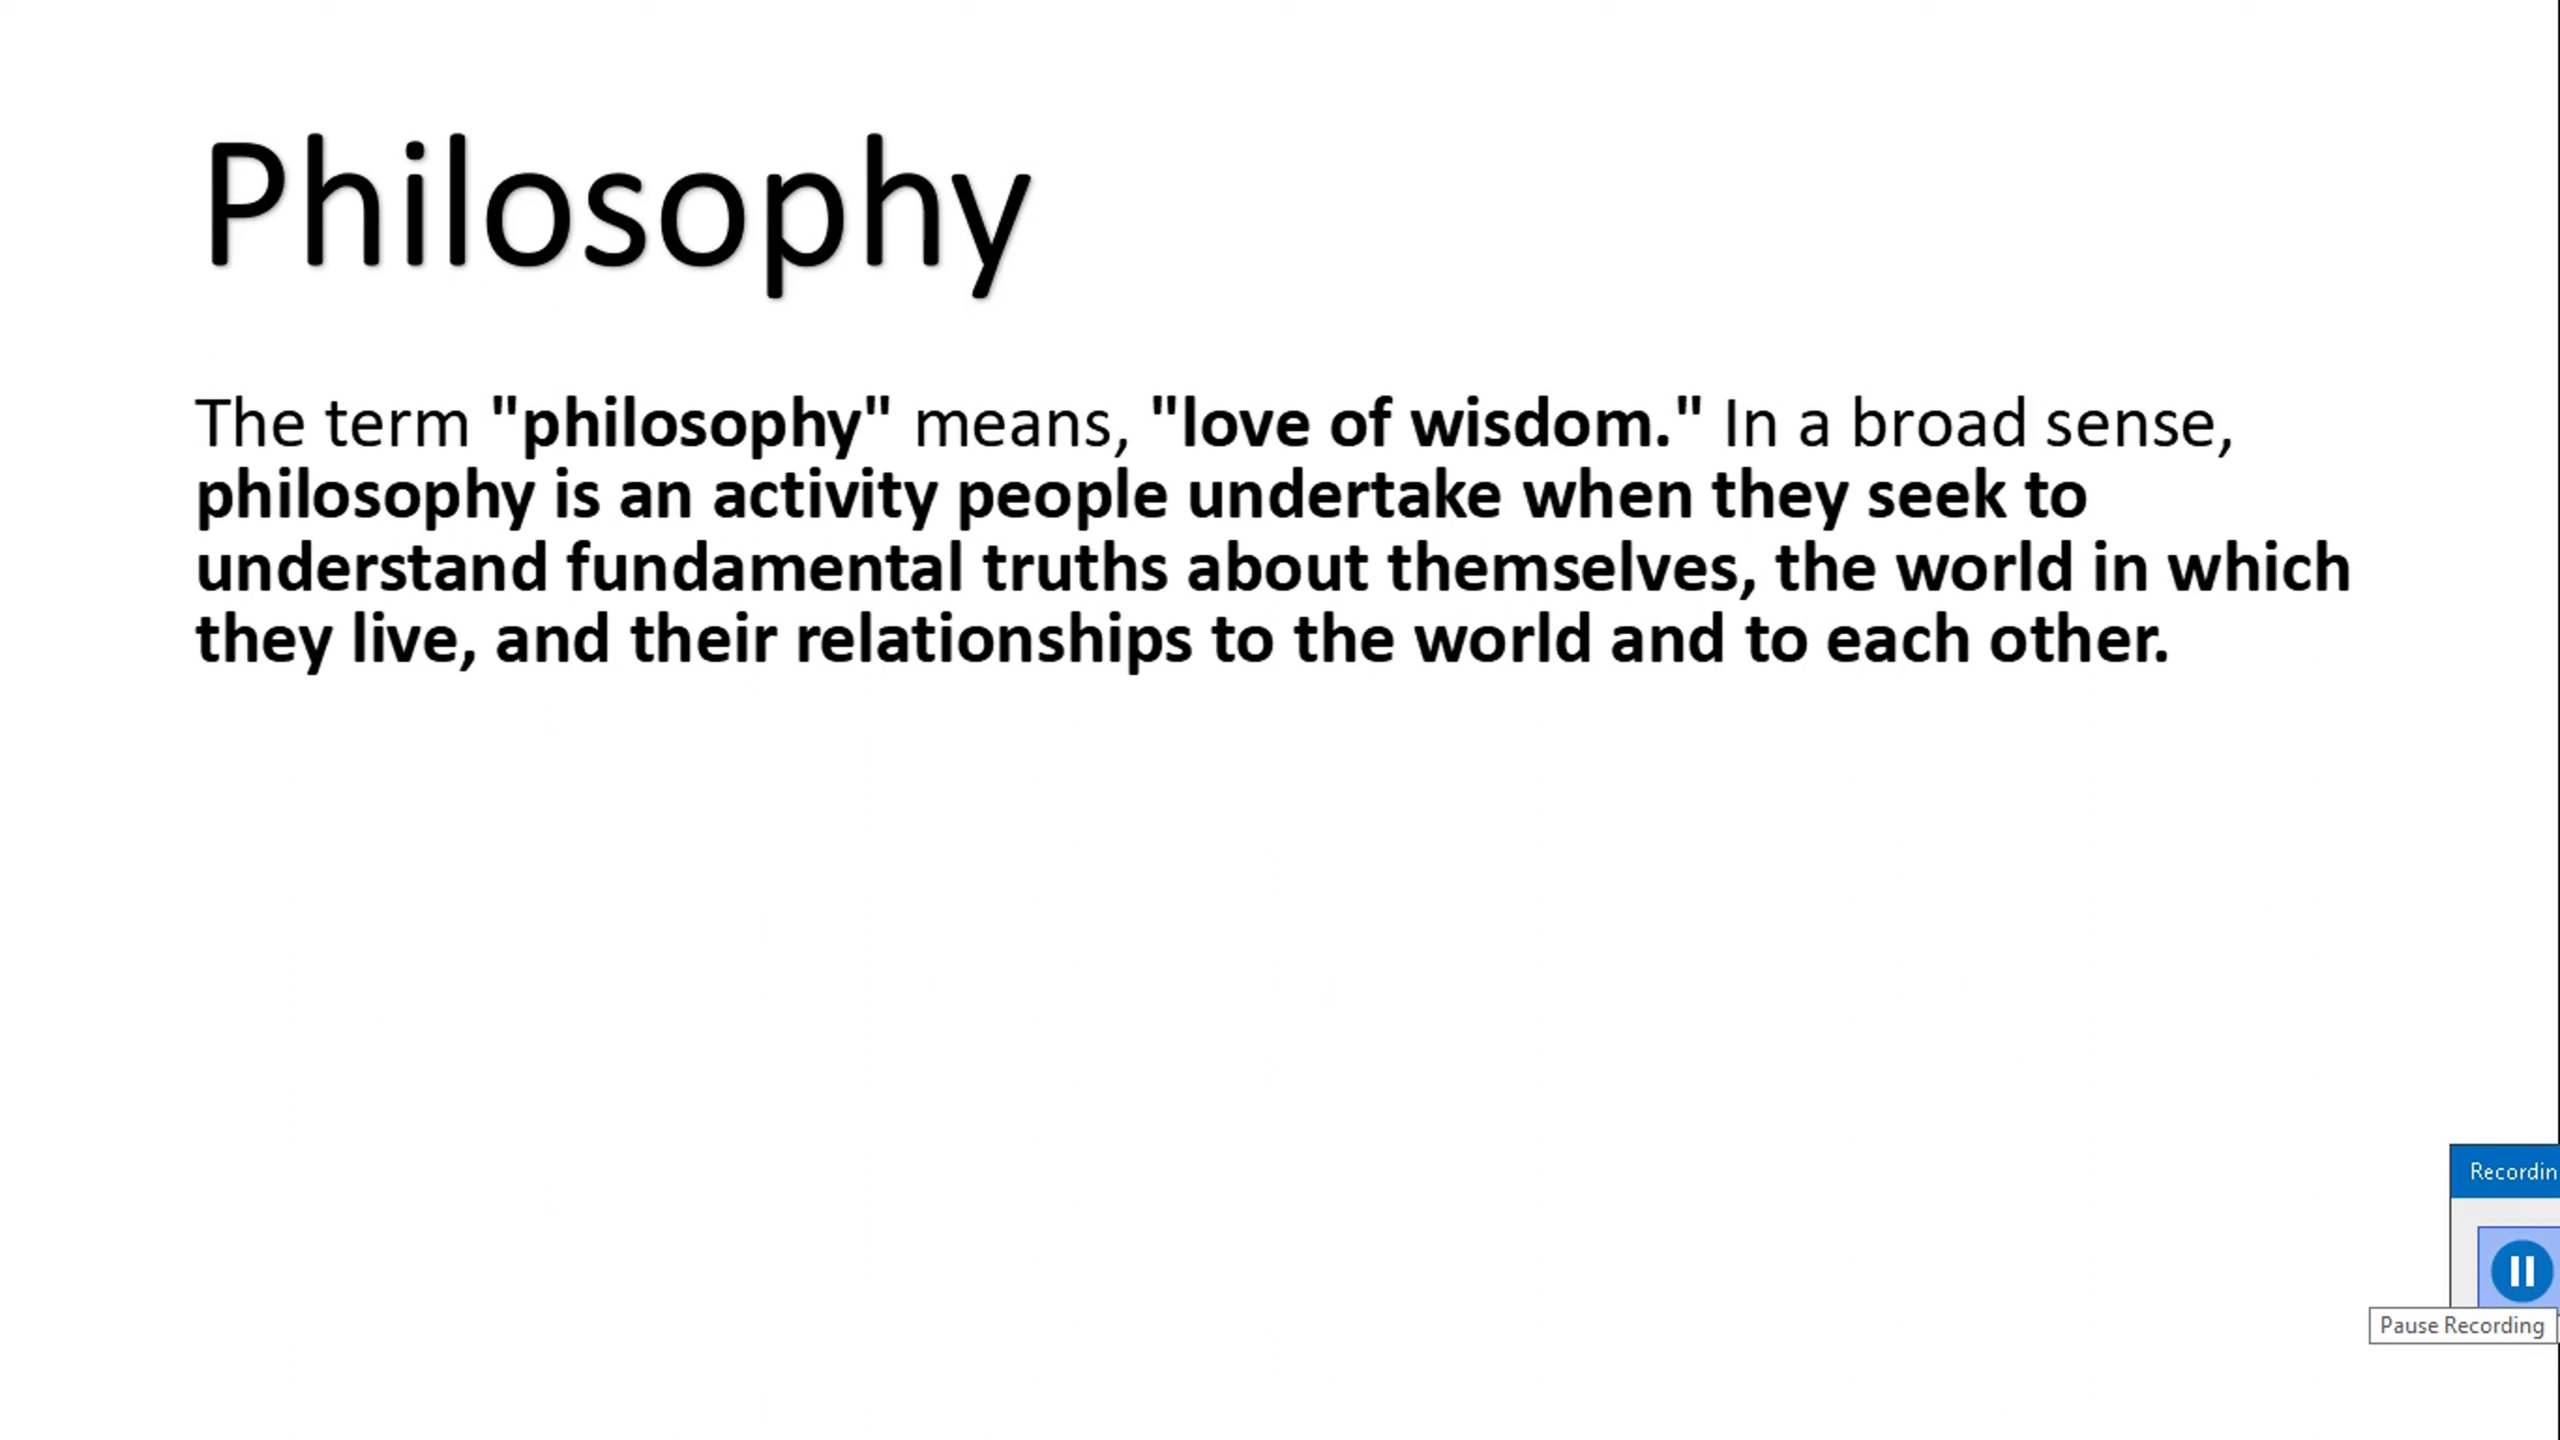 Philosophy
The term "philosophy" means, "love of wisdom." In a broad sense,
philosophy is an activity people undertake when they seek to
understand fundamental truths about themselves, the world in which
they live, and their relationships to the world and to each other.
Recordin
Pause Recording